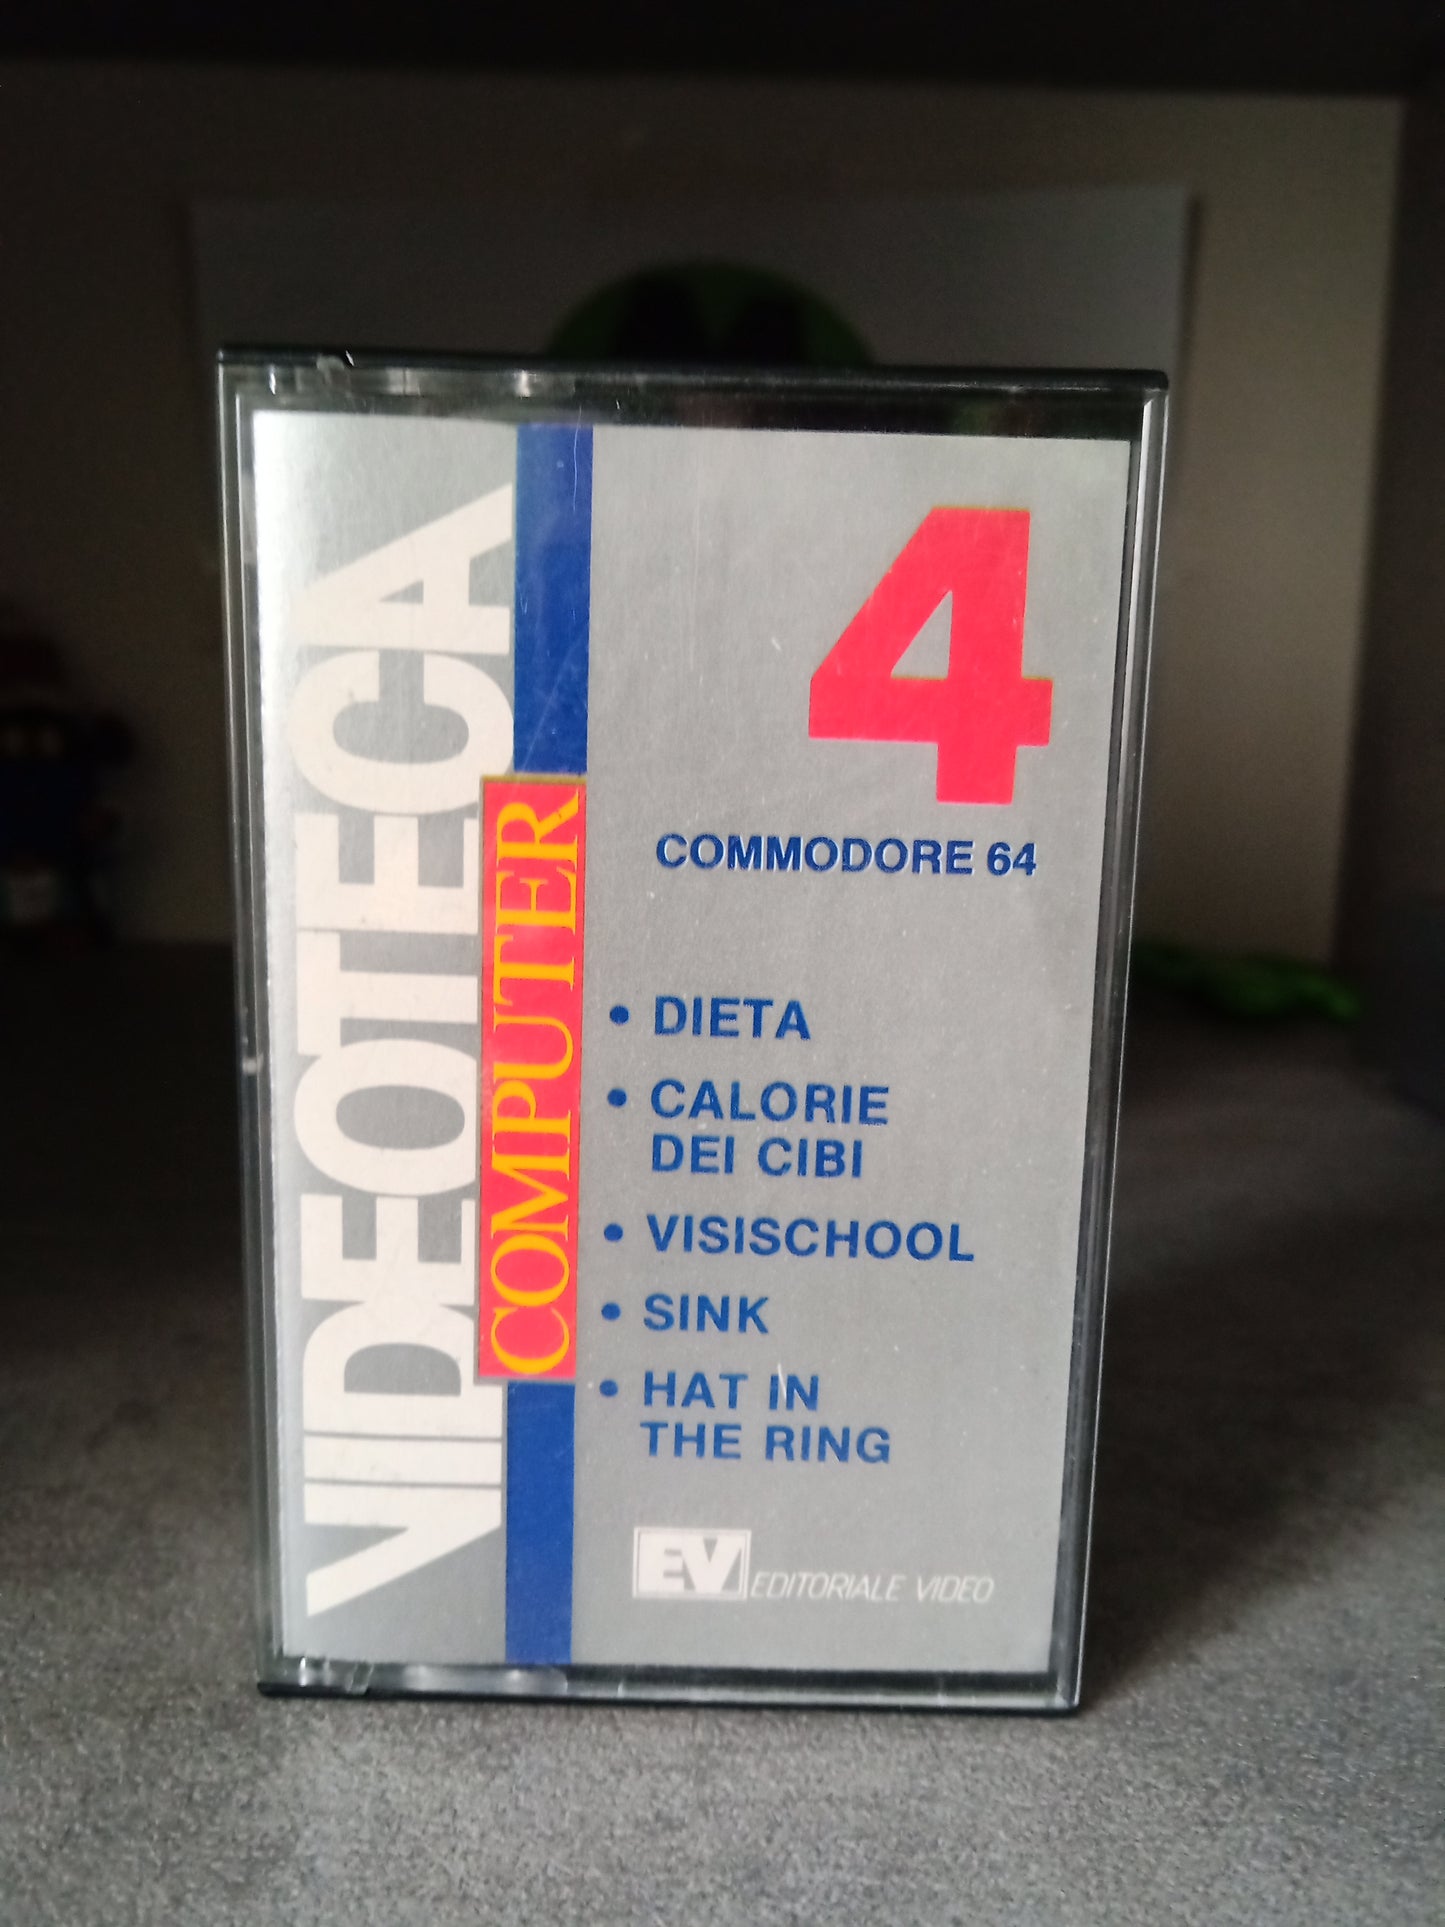 VIDEOTECA
COMPUTER
4
COMMODORE 64
• DIETA
• CALORIE
DEI CIBI
• VISISCHOOL
• SINK
• HAT IN
THE RING
EV EDITORIALE VIDEO